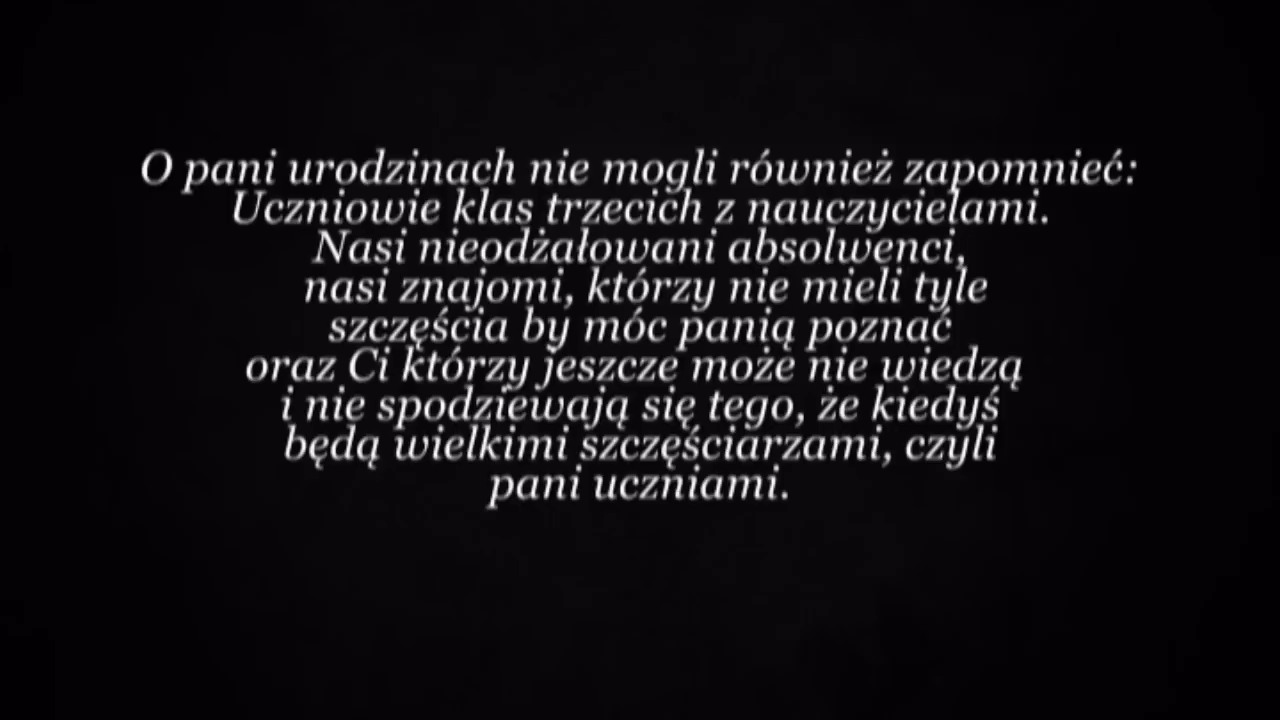 O pani urodzinach nie mogli również zapomnieć:
Uczniowie klas trzecich z nauczycielami.
Nasi nieodżałowani absolwenci,
nasi znajomi, którzy nie mieli tyle
szczęścia by móc panią poznać
oraz Ci którzy jeszcze może nie wiedzą
i nie spodziewają się tego, że kiedyś
będą wielkimi szczęściarzami, czyli
pani uczniami.